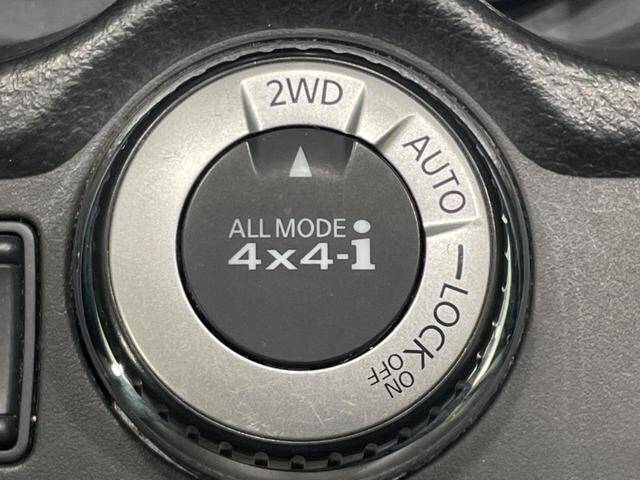 2WD
AUTO
LOCK
ON
OFF
ALL MODE
4x4-i